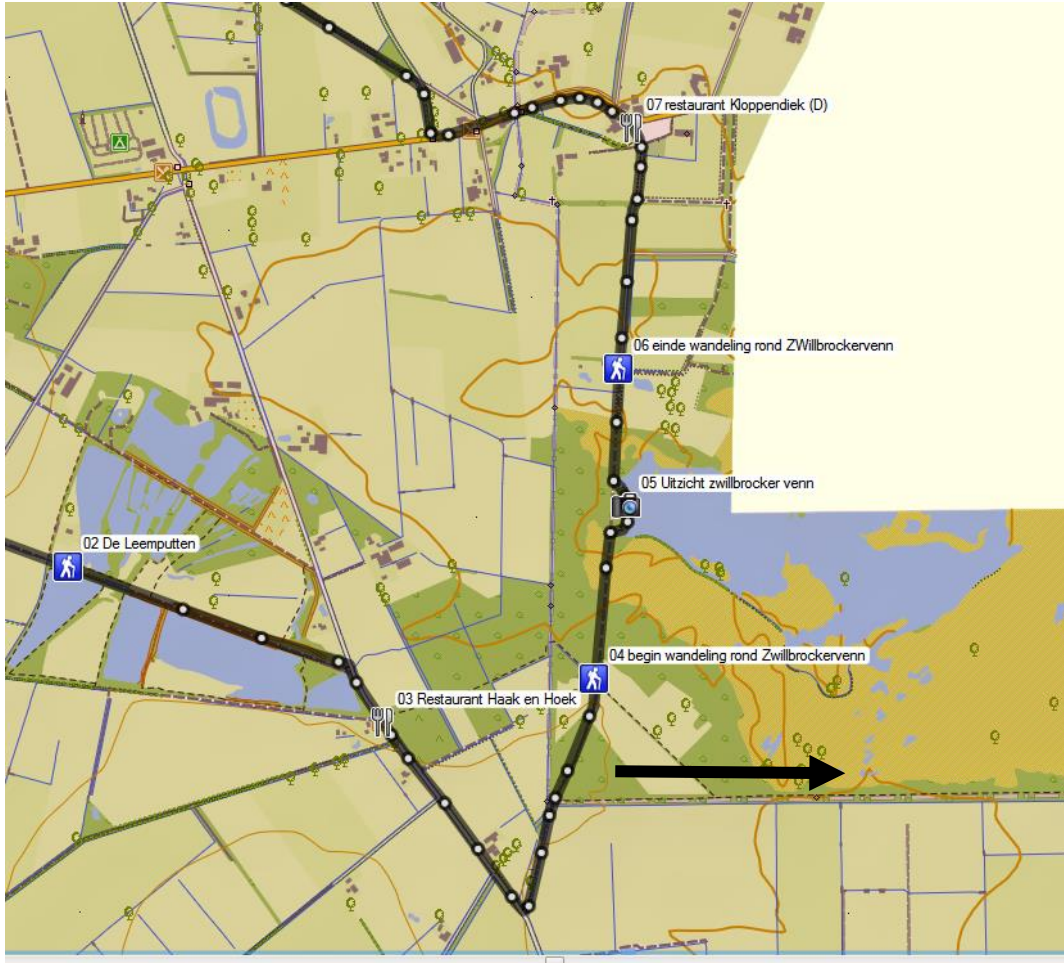 07 restaurant Kloppendiek (D)
06 einde wandeling rond ZWillbrockervenn
05 Uitzicht zwillbrocker venn
02 De Leemputten
04 begin wandeling rond Zwillbrockervenn
03 Restaurant Haak en Hoek